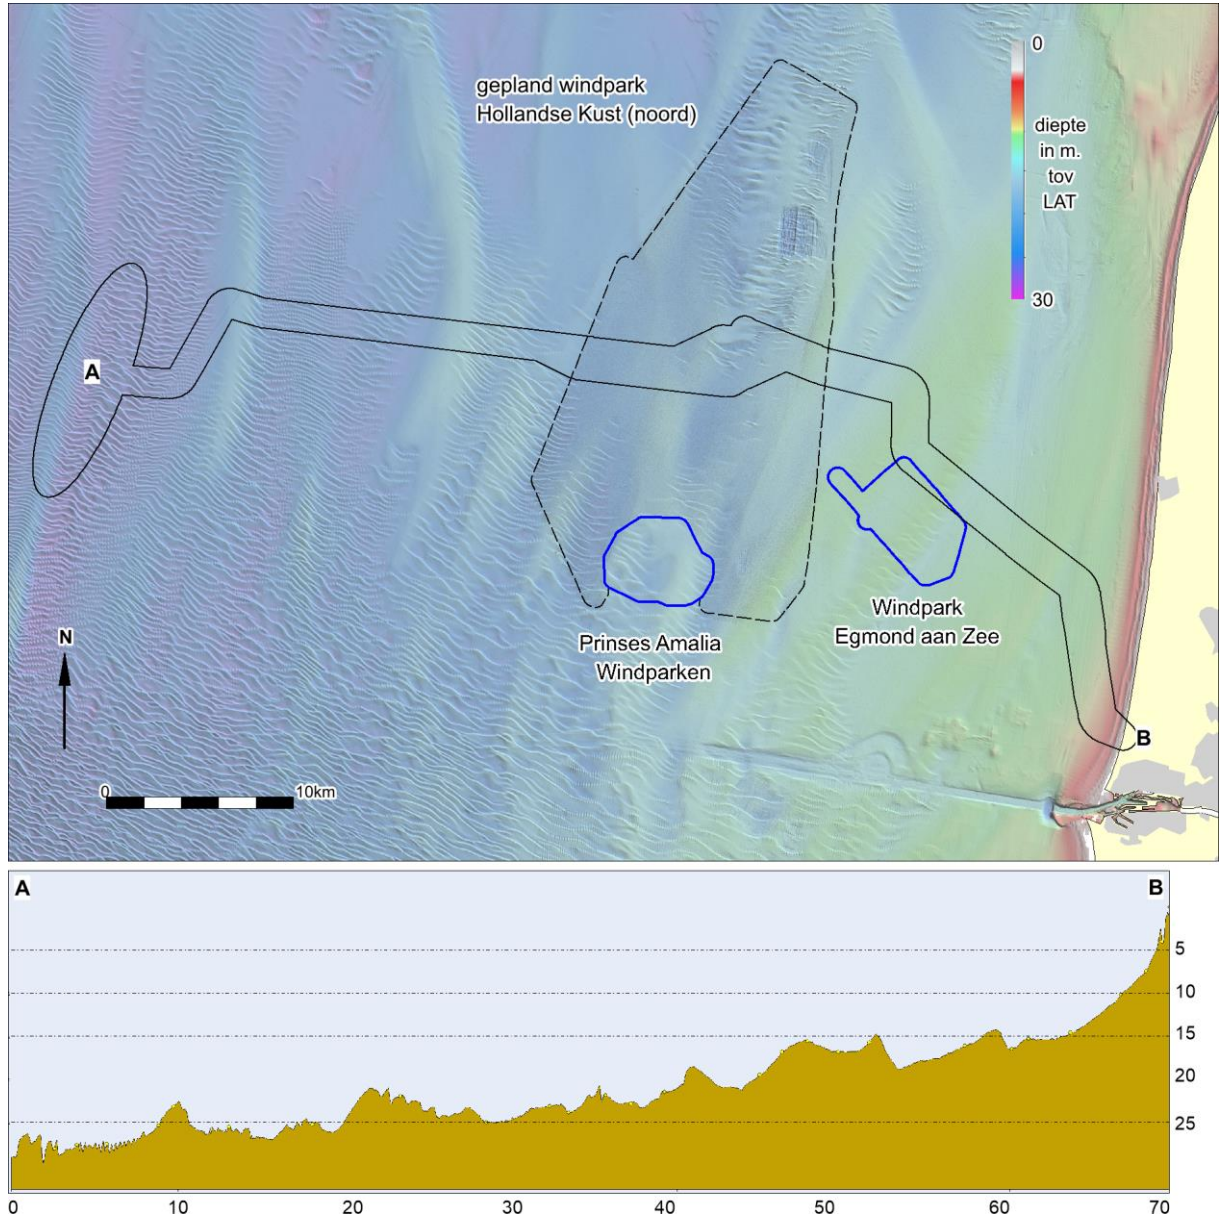 gepland windpark
Hollandse Kust (noord)
0
diepte
in m.
tov
LAT
30
A
Windpark
Egmond aan Zee
Prinses Amalia
Windparken
N
B
0
10km
A
B
5
10
15
20
25
0
10
20
30
40
50
60
70